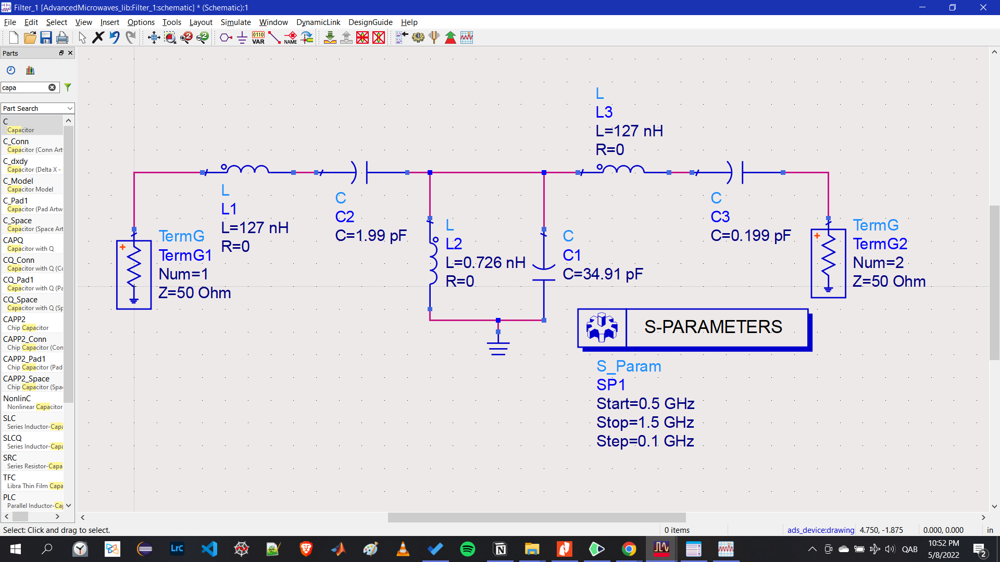 Filter_1 [AdvancedMicrowaves_lib:Filter_1:schematic] * (Schematic):1
File Edit Select View Insert Options Tools Layout Simulate Window DynamicLink DesignGuide Help
0110
VAR
NAME
2
2
Parts
capa
Part Search
C
Capacitor
C_Conn
Capacitor (Conn Art
C_dxdy
Capacitor (Delta X -
C_Model
Capacitor Model
C_Pad1
Capacitor (Pad Artw
C_Space
Capacitor (Space Art
CAPQ
Capacitor with Q
CQ_Conn
Capacitor with Q (Co
CQ_Pad1
Capacitor with Q (Pa
CQ_Space
Capacitor with Q (Sp
CAPP2
Chip Capacitor
CAPP2_Conn
Chip Capacitor (Con
CAPP2_Pad1
Chip Capacitor (Pad
CAPP2_Space
Chip Capacitor (Spa
NonlinC
Nonlinear Capacitor
SLC
Series Inductor-Capa
SLCQ
Series Inductor-Capa
SRC
Series Resistor-Capa
TFC
Libra Thin Film Capa
PLC
Parallel Inductor-Cap
TermG
TermG1
Num=1
Z=50 Ohm
L
L1
L=127 nH
R=0
C
C2
C=1.99 pF
L
L2
L=0.726 nH
R=0
C
C1
C=34.91 pF
L
L3
L=127 nH
R=0
C
C3
C=0.199 pF
TermG
TermG2
Num=2
Z=50 Ohm
S-PARAMETERS
S_Param
SP1
Start=0.5 GHz
Stop=1.5 GHz
Step=0.1 GHz
Select: Click and drag to select.
0 items
ads_device:drawing
4.750, -1.875
0.000, 0.000
in
LrC
N
QAB
10:52 PM
5/8/2022
2